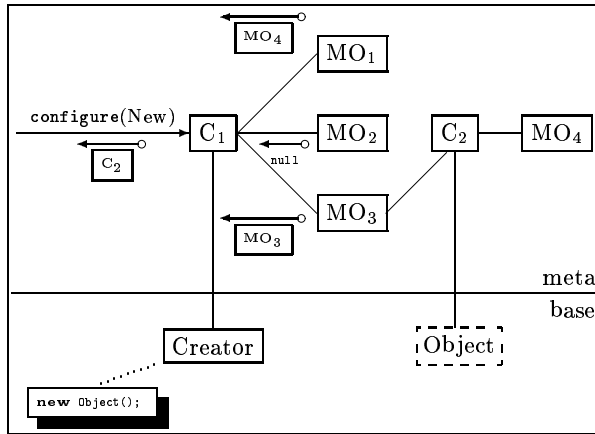 MO₄
MO₁
configure(New)
C₁
MO₂
C₂
MO₄
null
C₂
MO₃
MO₃
meta
base
Creator
Object
new Object();